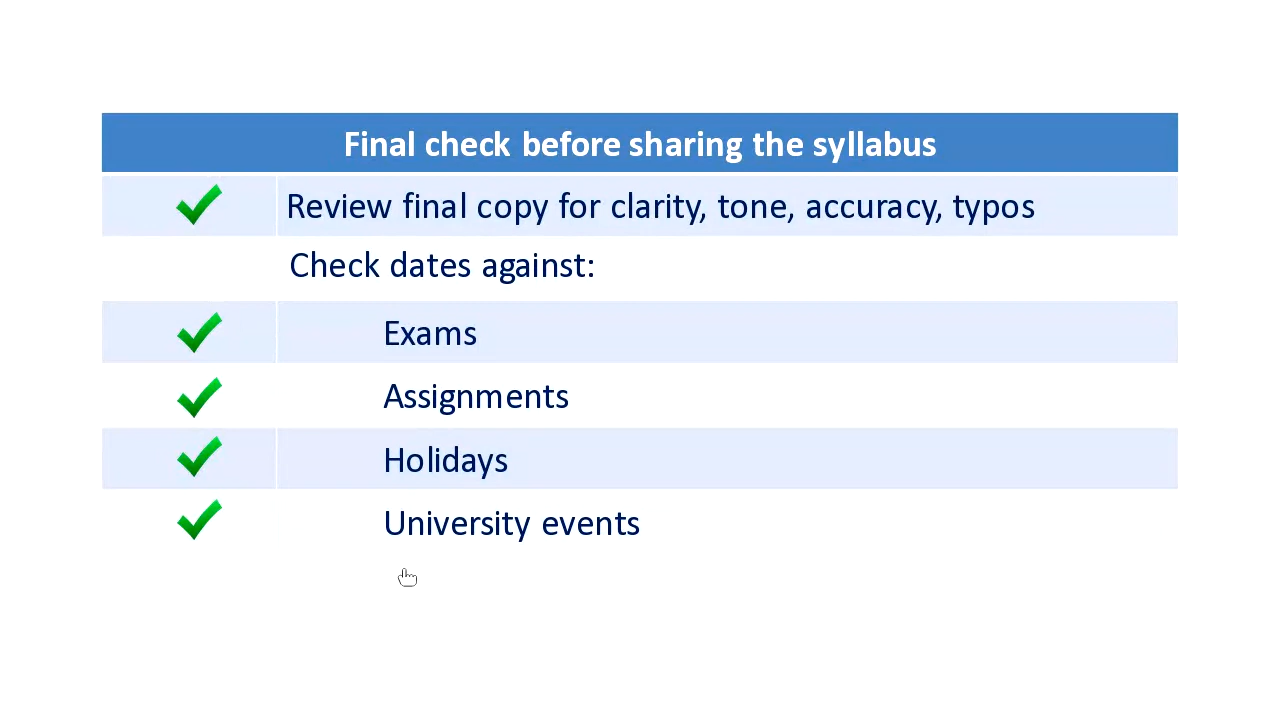 Final check before sharing the syllabus
Review final copy for clarity, tone, accuracy, typos
Check dates against:
Exams
Assignments
Holidays
University events